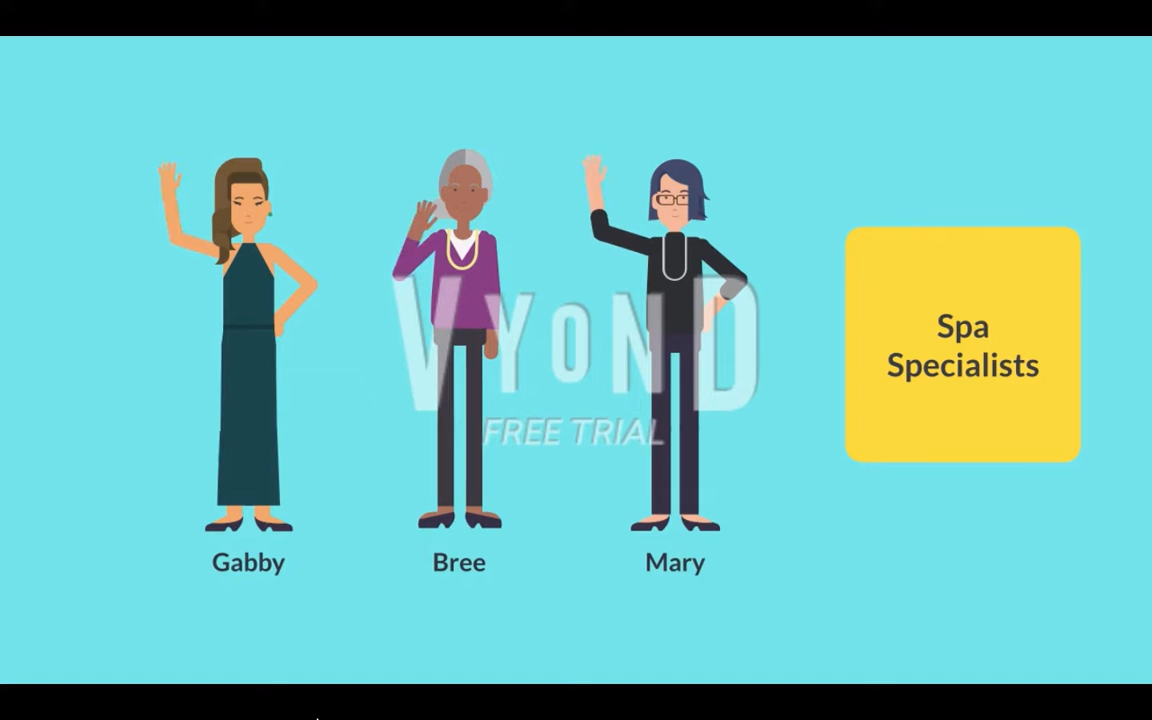 Spa
Specialists
VYOND
FREE TRIAL
Gabby
Bree
Mary